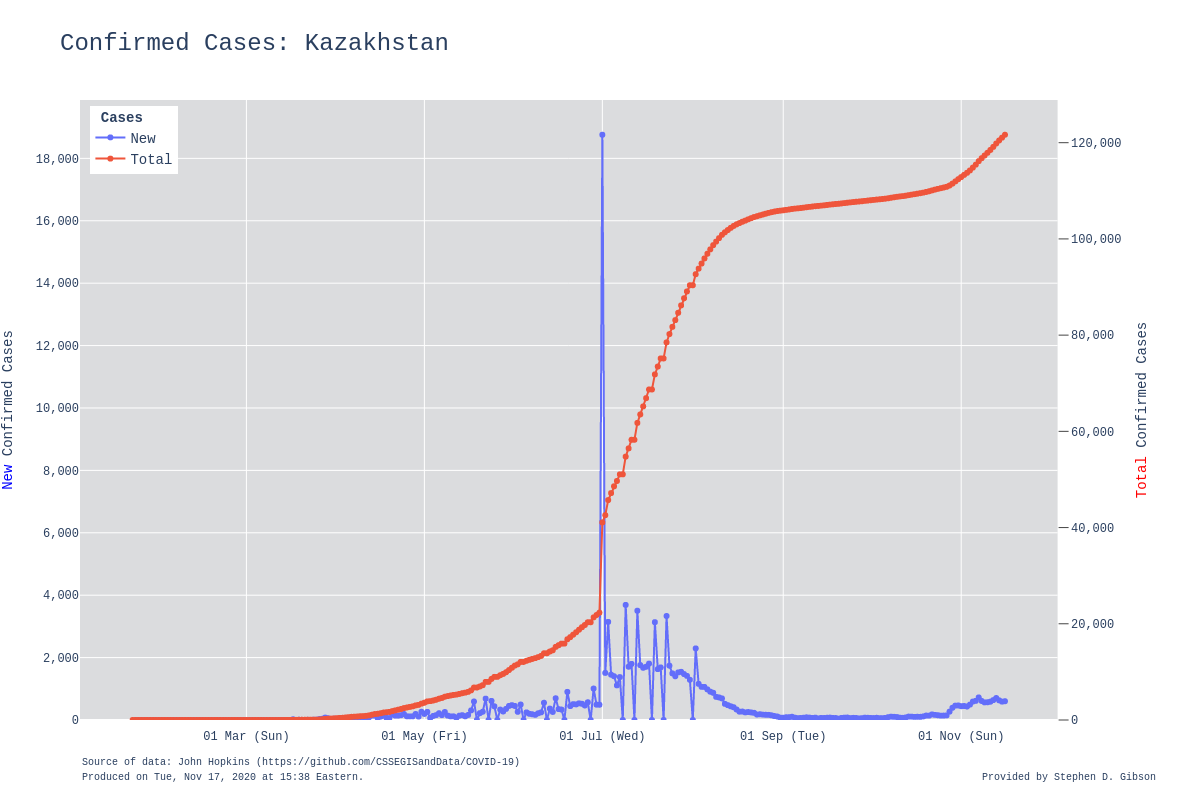 Confirmed Cases: Kazakhstan
Cases
New
Total
18,000
16,000
14,000
12,000
10,000
8,000
6,000
4,000
2,000
0
120,000
100,000
80,000
60,000
40,000
20,000
0
New Confirmed Cases
Total Confirmed Cases
01 Mar (Sun)
01 May (Fri)
01 Jul (Wed)
01 Sep (Tue)
01 Nov (Sun)
Source of data: John Hopkins (https://github.com/CSSEGISandData/COVID-19)
Produced on Tue, Nov 17, 2020 at 15:38 Eastern.
Provided by Stephen D. Gibson